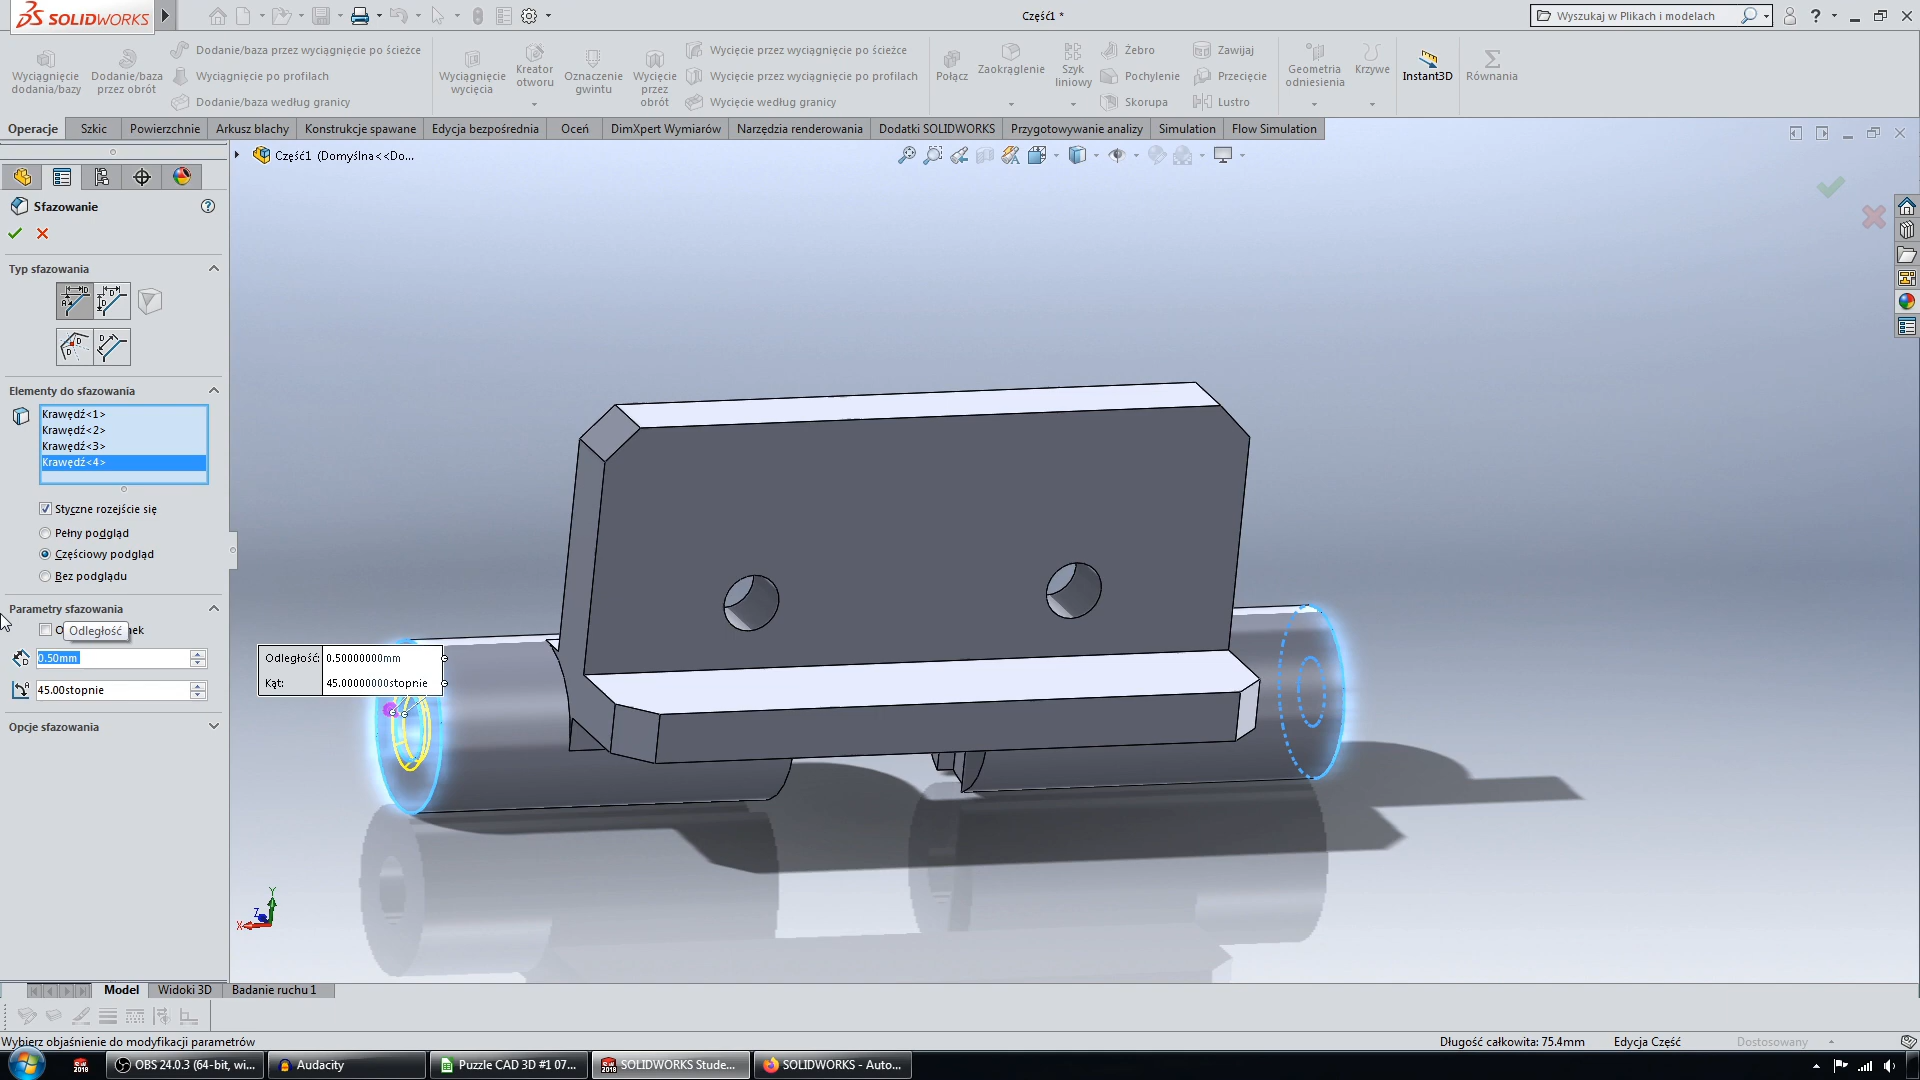 SOLIDWORKS
Część1 *
Wyszukaj w Plikach i modelach
Wyciągnięcie dodania/bazy
Dodanie/baza przez obrót
Dodanie/baza przez wyciągnięcie po ścieżce
Wyciągnięcie po profilach
Dodanie/baza według granicy
Wyciągnięcie wycięcia
Kreator otworu
Oznaczenie gwintu
Wycięcie przez obrót
Wycięcie przez wyciągnięcie po ścieżce
Wycięcie przez wyciągnięcie po profilach
Wycięcie według granicy
Połącz
Zaokrąglenie
Szyk liniowy
Żebro
Pochylenie
Skorupa
Zawijaj
Przecięcie
Lustro
Geometria odniesienia
Krzywe
Instant3D
Równania
Operacje Szkic Powierzchnie Arkusz blachy Konstrukcje spawane Edycja bezpośrednia Oceń DimXpert Wymiarów Narzędzia renderowania Dodatki SOLIDWORKS Przygotowywanie analizy Simulation Flow Simulation
Część1 (Domyślna<<Do...
Sfazowanie
Typ sfazowania
Elementy do sfazowania
Krawędź<1>
Krawędź<2>
Krawędź<3>
Krawędź<4>
Styczne rozejście się
Pełny podgląd
Częściowy podgląd
Bez podglądu
Parametry sfazowania
Odległość
0.50mm
45.00stopnie
Opcje sfazowania
Odległość: 0.50000000mm
Kąt: 45.00000000stopnie
Y
Z
X
Model Widoki 3D Badanie ruchu 1
Wybierz objaśnienie do modyfikacji parametrów
Długość całkowita: 75.4mm Edycja Część Dostosowany
OBS 24.0.3 (64-bit, wi... Audacity Puzzle CAD 3D #1 07... SOLIDWORKS Stude... SOLIDWORKS - Auto...